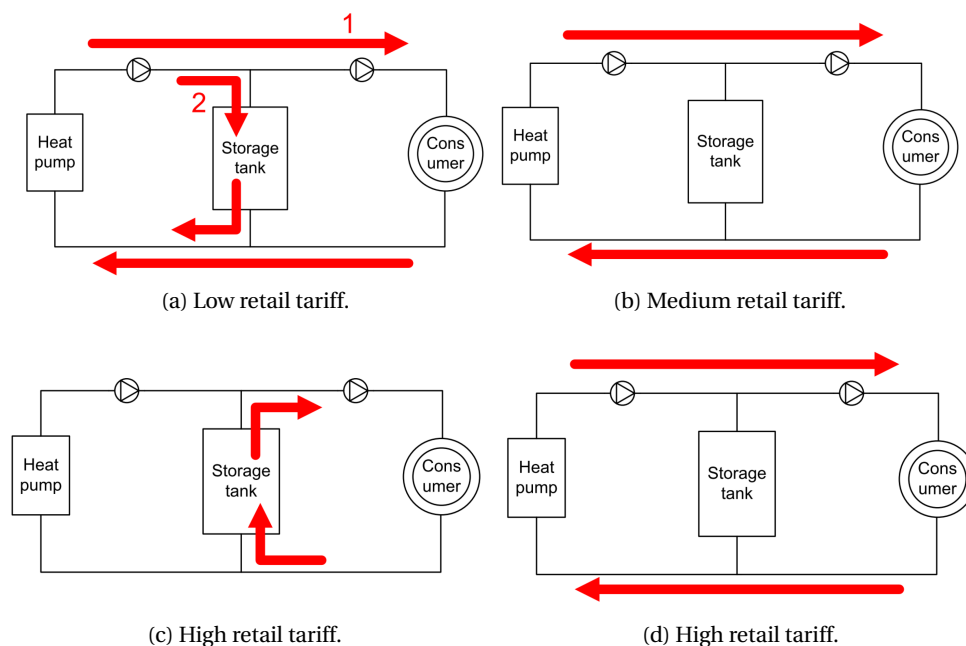 1
2
Heat
pump
Storage
tank
Cons
umer
(a) Low retail tariff.
Heat
pump
Storage
tank
Cons
umer
(b) Medium retail tariff.
Heat
pump
Storage
tank
Cons
umer
(c) High retail tariff.
Heat
pump
Storage
tank
Cons
umer
(d) High retail tariff.